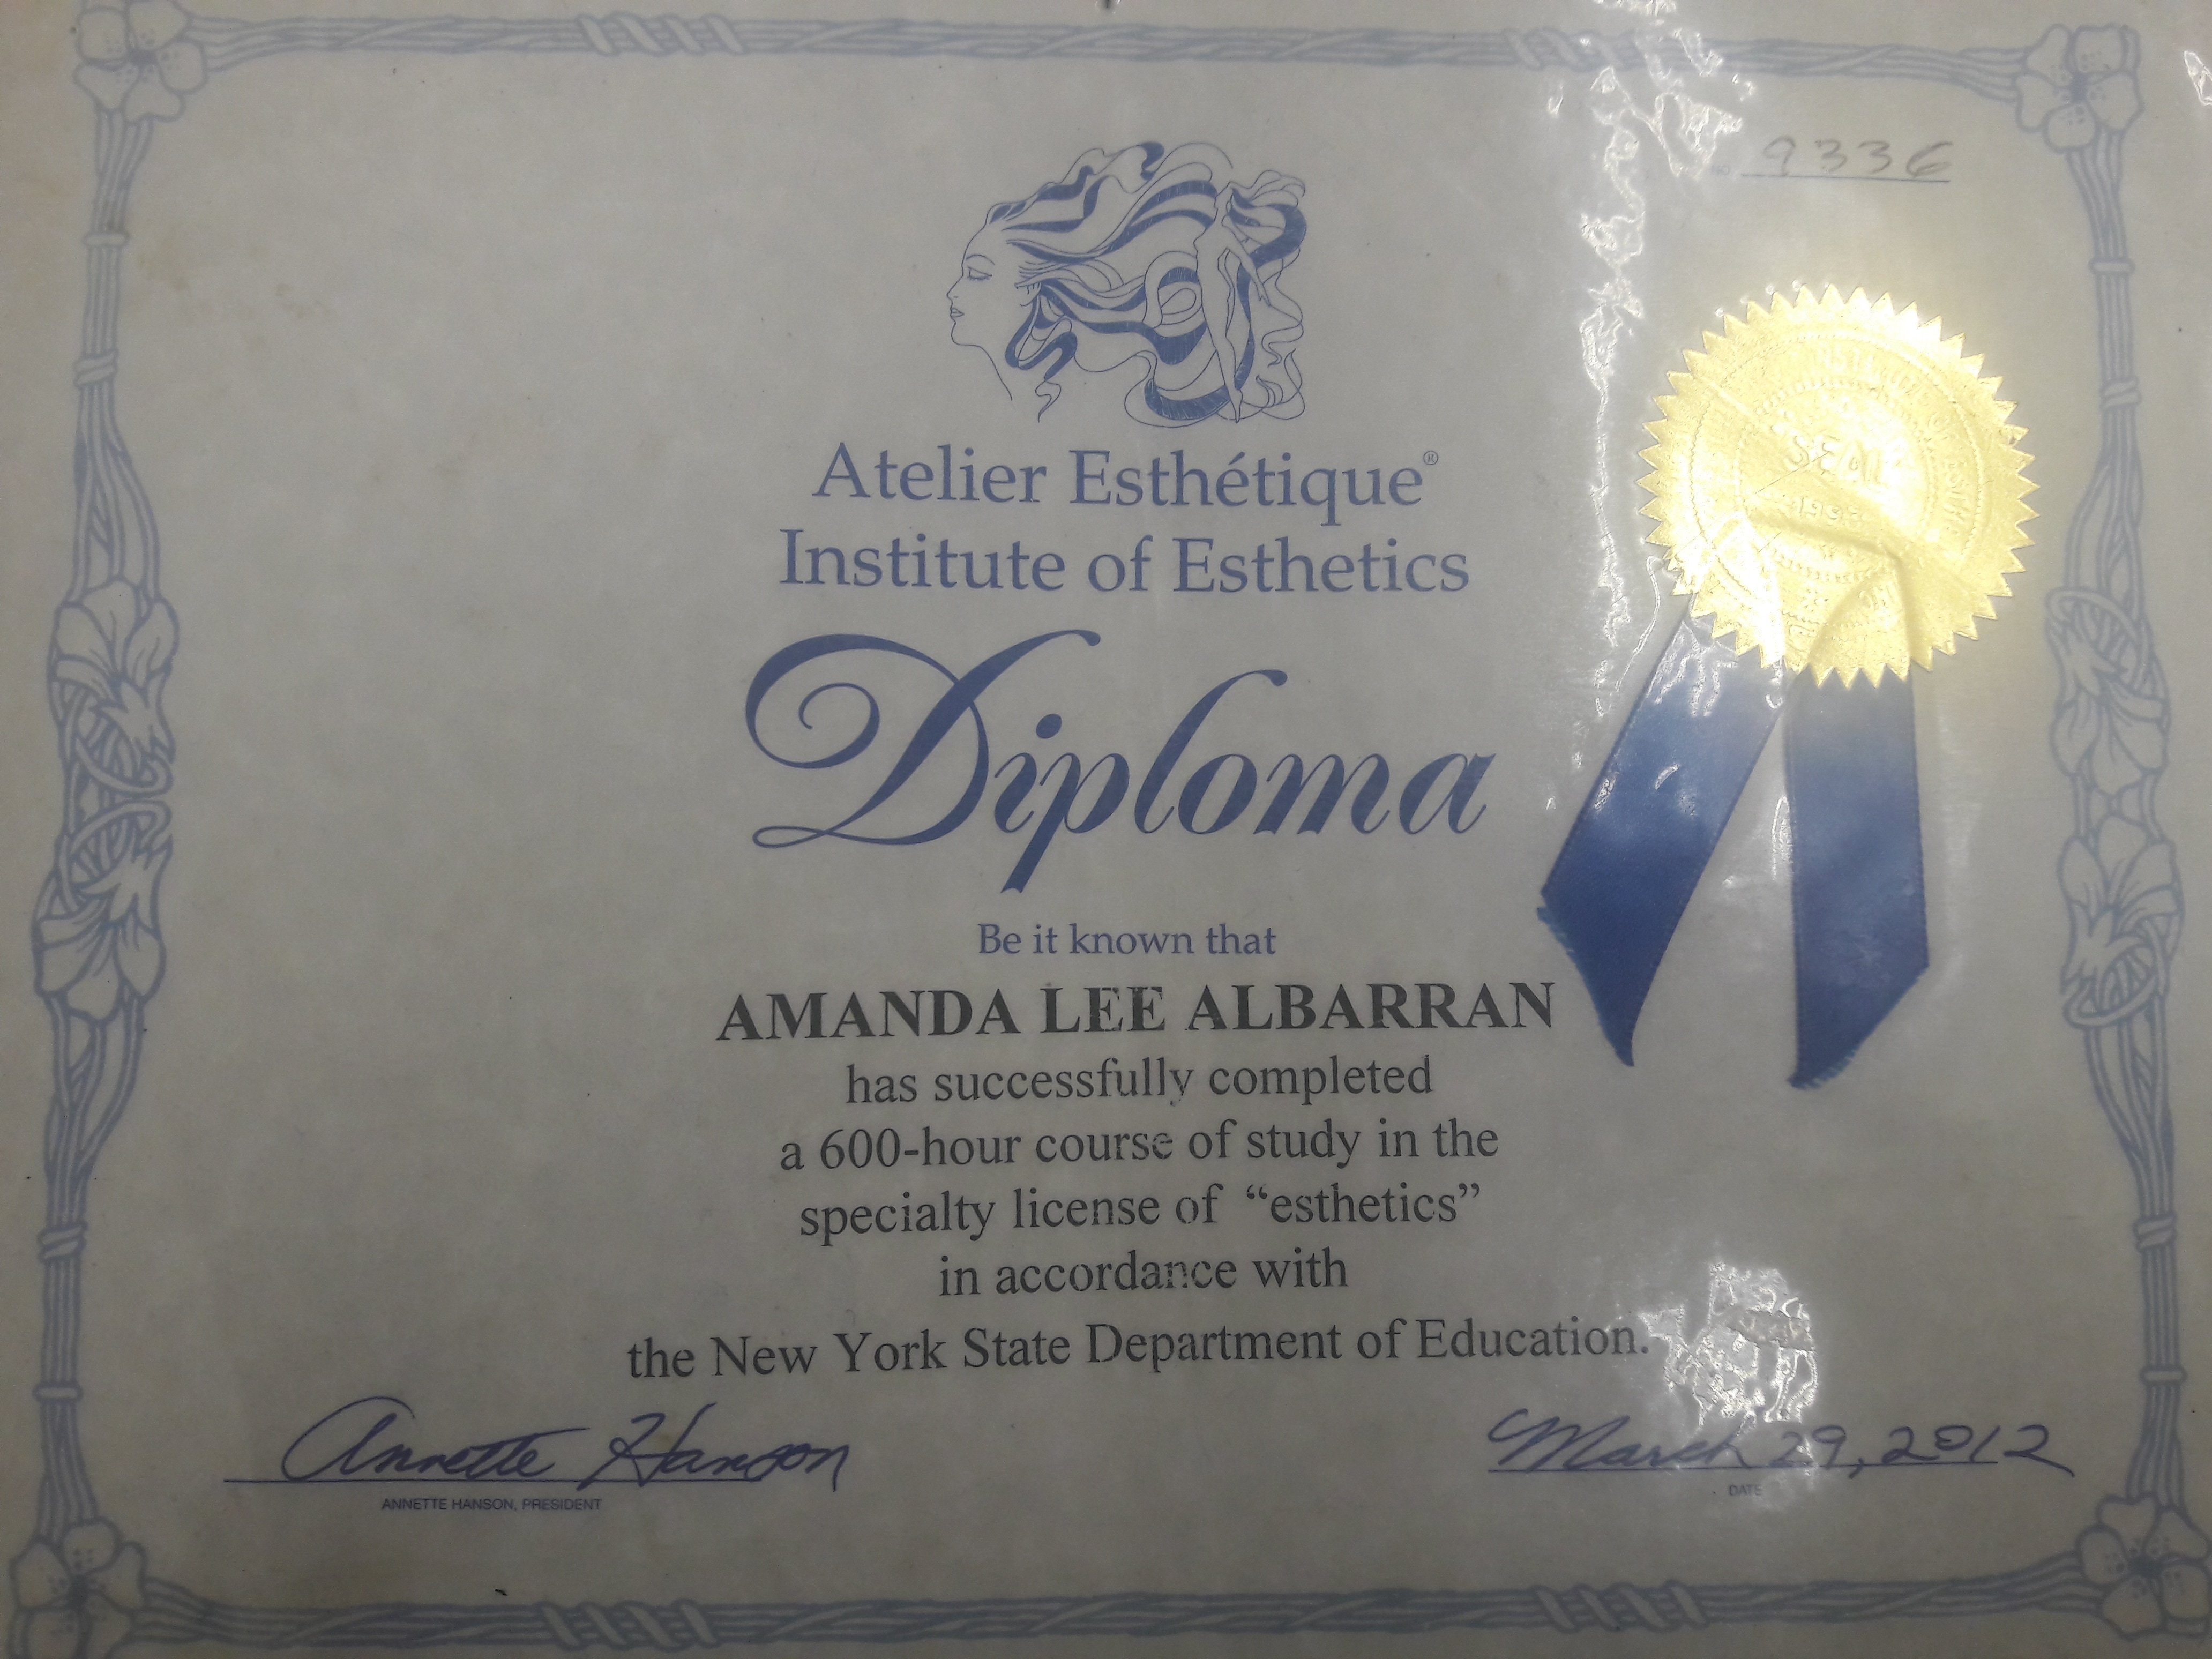 NO 9336
SEAL
Atelier Esthétique®
Institute of Esthetics
Diploma
Be it known that
AMANDA LEE ALBARRAN
has successfully completed
a 600-hour course of study in the
specialty license of “esthetics”
in accordance with
the New York State Department of Education.
Annette Hanson
March 29, 2012
ANNETTE HANSON, PRESIDENT
DATE